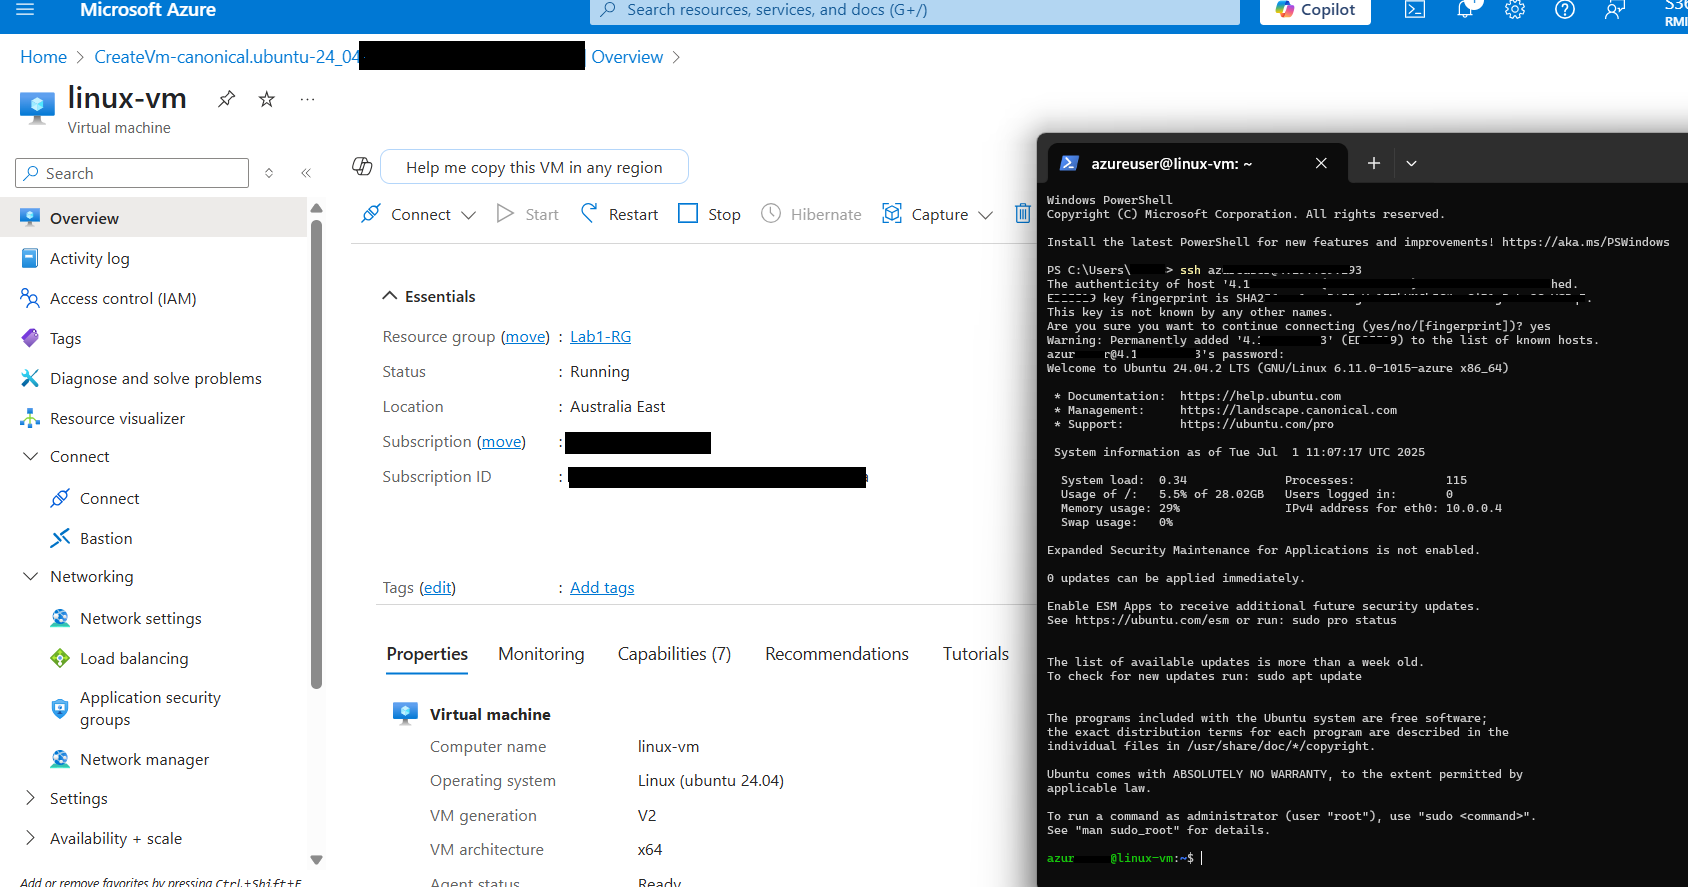 Microsoft Azure
Search resources, services, and docs (G+/)
Copilot
1
S36
RMI
Home > CreateVm-canonical.ubuntu-24_04 Overview >
linux-vm
Virtual machine
Search
Overview
Activity log
Access control (IAM)
Tags
Diagnose and solve problems
Resource visualizer
Connect
Connect
Bastion
Networking
Network settings
Load balancing
Application security
groups
Network manager
Settings
Availability + scale
Add or remove favorites by pressing Ctrl+Shift+F
Help me copy this VM in any region
Connect Start Restart Stop Hibernate Capture
Essentials
Resource group (move) : Lab1-RG
Status : Running
Location : Australia East
Subscription (move) :
Subscription ID :
Tags (edit) : Add tags
Properties Monitoring Capabilities (7) Recommendations Tutorials
Virtual machine
Computer name linux-vm
Operating system Linux (ubuntu 24.04)
VM generation V2
VM architecture x64
Agent status Ready
azureuser@linux-vm: ~
Windows PowerShell
Copyright (C) Microsoft Corporation. All rights reserved.
Install the latest PowerShell for new features and improvements! https://aka.ms/PSWindows
PS C:\Users\ > ssh az 93
The authenticity of host '4.1 hed.
key fingerprint is SHA2
This key is not known by any other names.
Are you sure you want to continue connecting (yes/no/[fingerprint])? yes
Warning: Permanently added '4. 3' (E 9) to the list of known hosts.
azur r@4.1 3's password:
Welcome to Ubuntu 24.04.2 LTS (GNU/Linux 6.11.0-1015-azure x86_64)
* Documentation: https://help.ubuntu.com
* Management: https://landscape.canonical.com
* Support: https://ubuntu.com/pro
System information as of Tue Jul 1 11:07:17 UTC 2025
System load: 0.34 Processes: 115
Usage of /: 5.5% of 28.02GB Users logged in: 0
Memory usage: 29% IPv4 address for eth0: 10.0.0.4
Swap usage: 0%
Expanded Security Maintenance for Applications is not enabled.
0 updates can be applied immediately.
Enable ESM Apps to receive additional future security updates.
See https://ubuntu.com/esm or run: sudo pro status
The list of available updates is more than a week old.
To check for new updates run: sudo apt update
The programs included with the Ubuntu system are free software;
the exact distribution terms for each program are described in the
individual files in /usr/share/doc/*/copyright.
Ubuntu comes with ABSOLUTELY NO WARRANTY, to the extent permitted by
applicable law.
To run a command as administrator (user "root"), use "sudo <command>".
See "man sudo_root" for details.
azur @linux-vm:~$